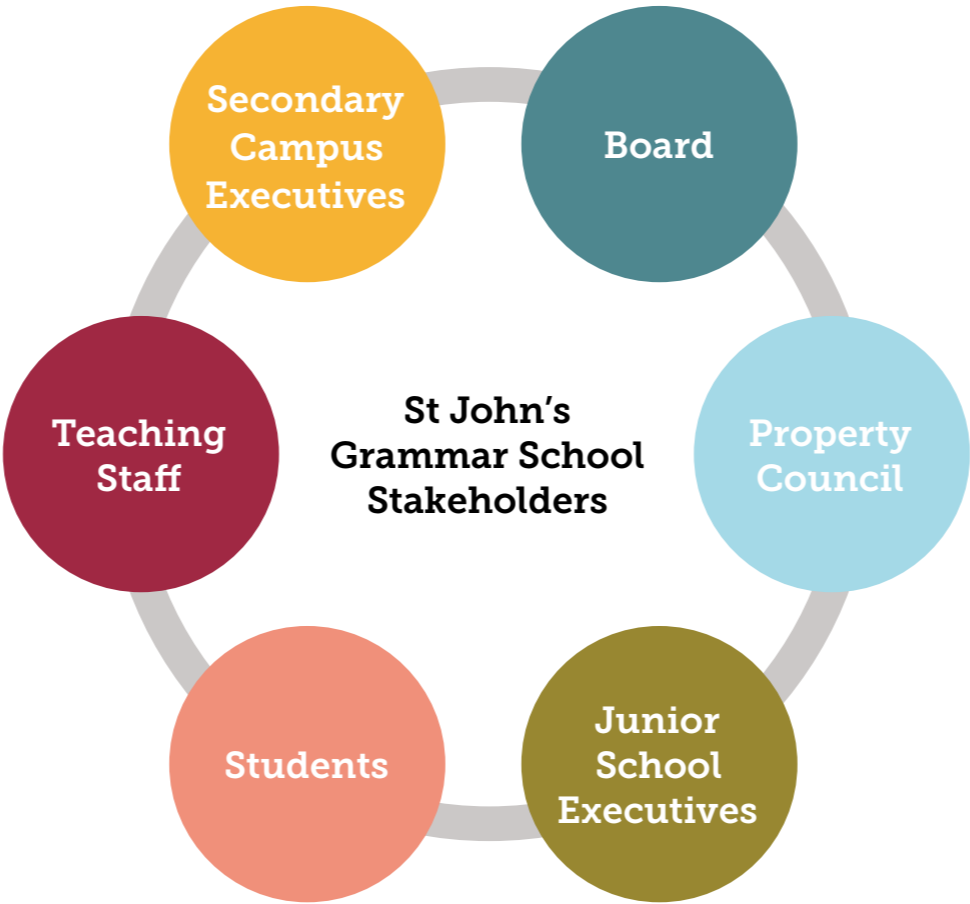 Secondary
Campus
Executives
Board
Teaching
Staff
St John’s
Grammar School
Stakeholders
Property
Council
Students
Junior
School
Executives